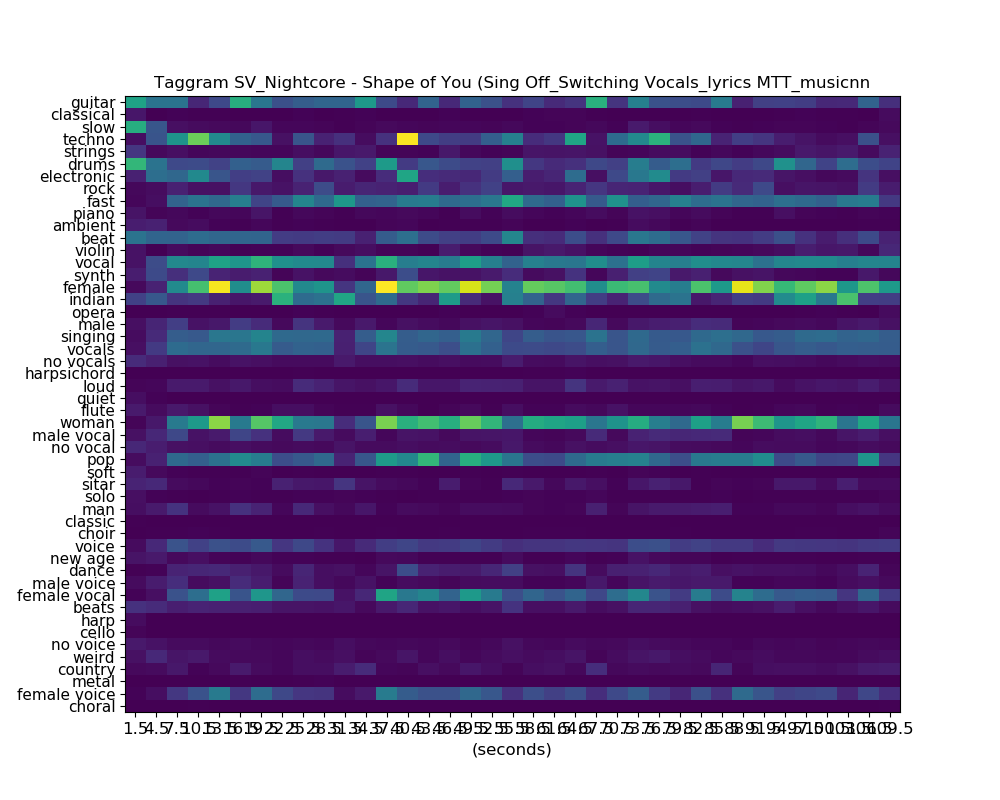 Taggram SV_Nightcore - Shape of You (Sing Off_Switching Vocals_lyrics MTT_musicnn
guitar
classical
slow
techno
strings
drums
electronic
rock
fast
piano
ambient
beat
violin
vocal
synth
female
indian
opera
male
singing
vocals
no vocals
harpsichord
loud
quiet
flute
woman
male vocal
no vocal
pop
soft
sitar
solo
man
classic
choir
voice
new age
dance
male voice
female vocal
beats
harp
cello
no voice
weird
country
metal
female voice
choral
(seconds)